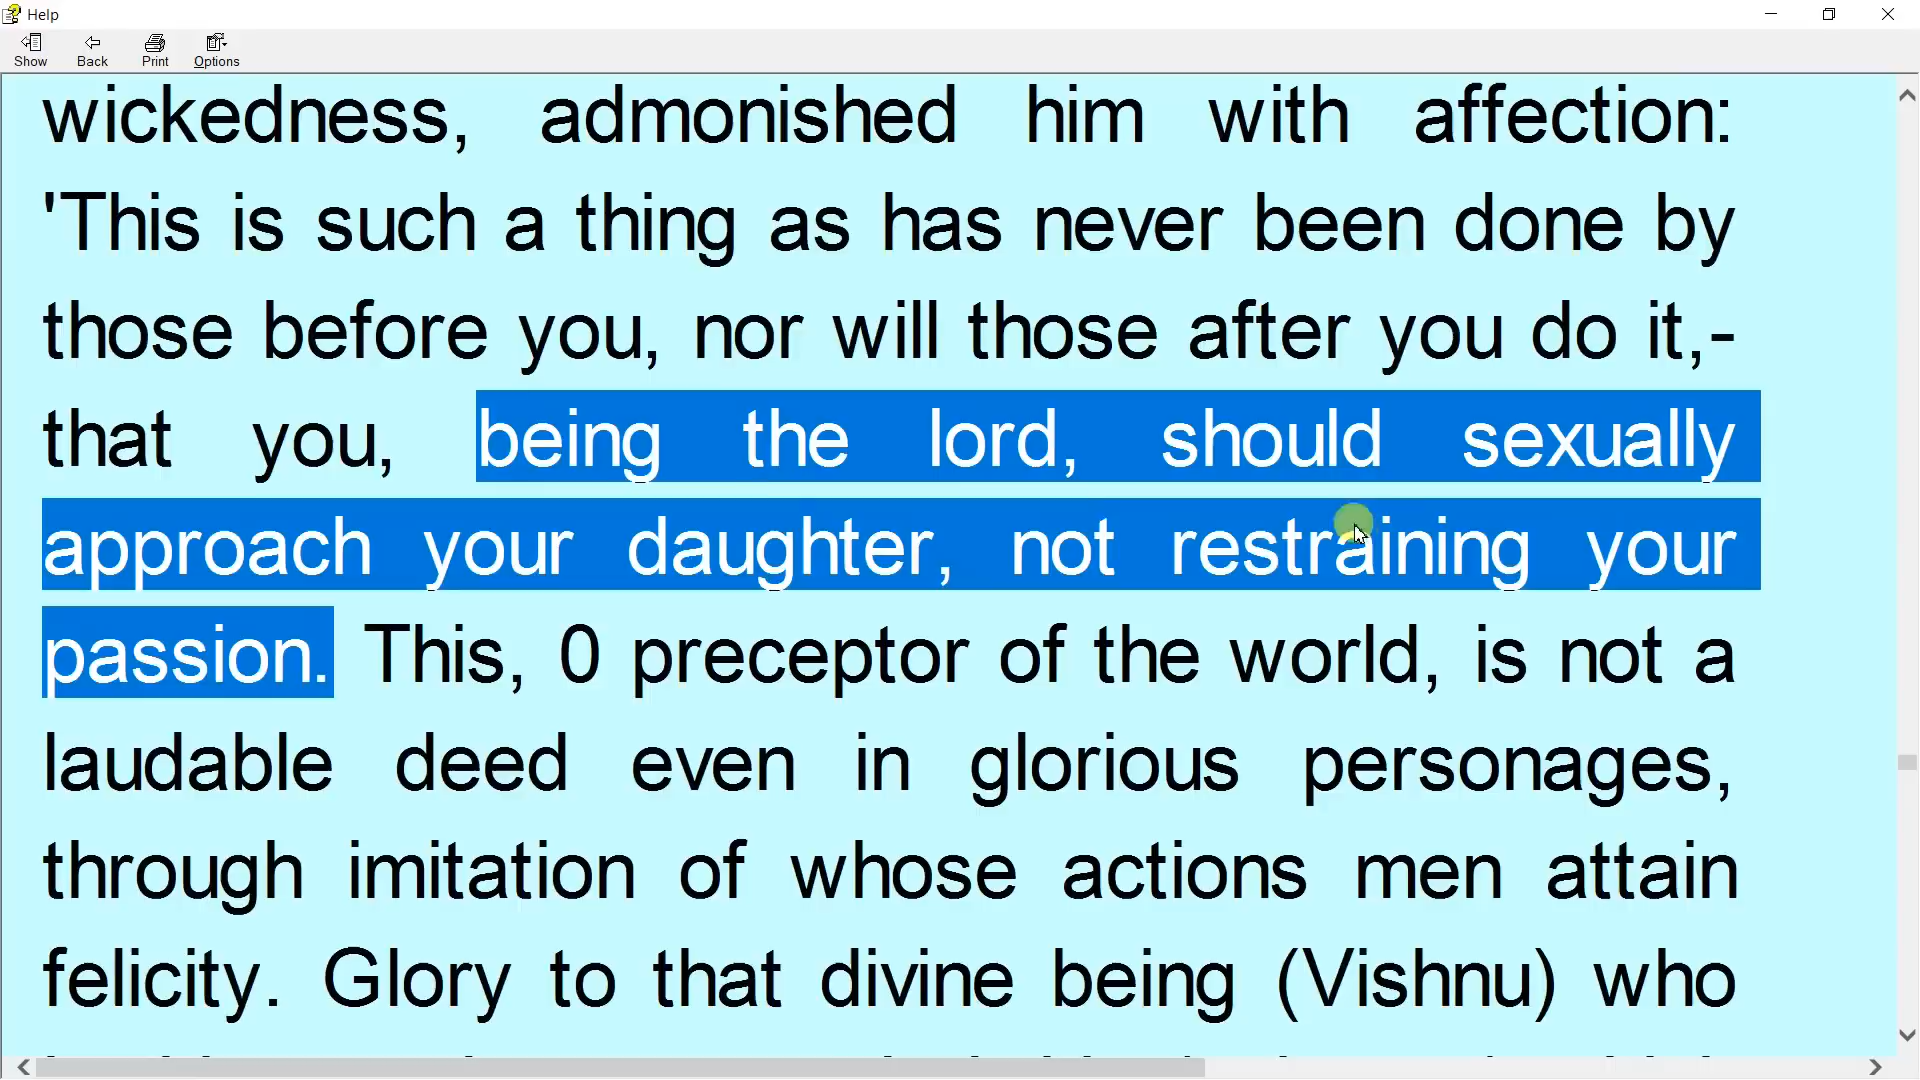 Help
Show Back Print Options
wickedness, admonished him with affection:
'This is such a thing as has never been done by
those before you, nor will those after you do it,-
that you, being the lord, should sexually
approach your daughter, not restraining your
passion. This, 0 preceptor of the world, is not a
laudable deed even in glorious personages,
through imitation of whose actions men attain
felicity. Glory to that divine being (Vishnu) who